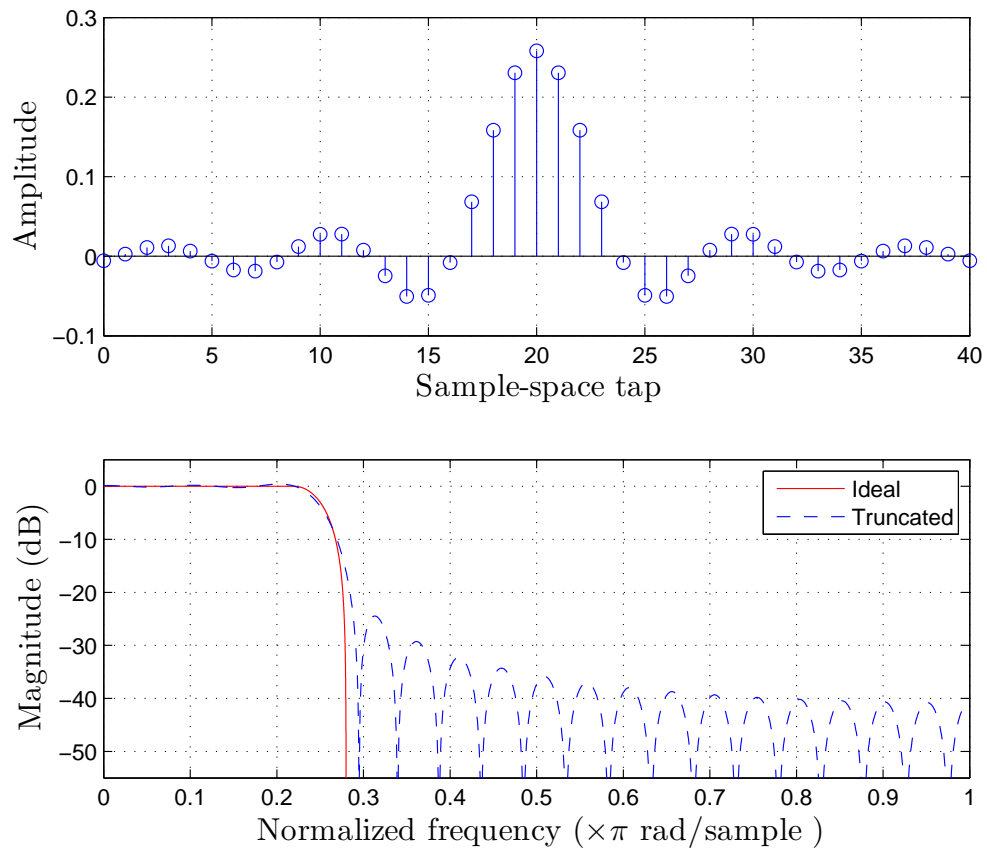 0.3
0.2
0.1
0
−0.1
Amplitude
0 5 10 15 20 25 30 35 40
Sample-space tap
0
−10
−20
−30
−40
−50
Magnitude (dB)
Ideal
Truncated
0 0.1 0.2 0.3 0.4 0.5 0.6 0.7 0.8 0.9 1
Normalized frequency (×π rad/sample )